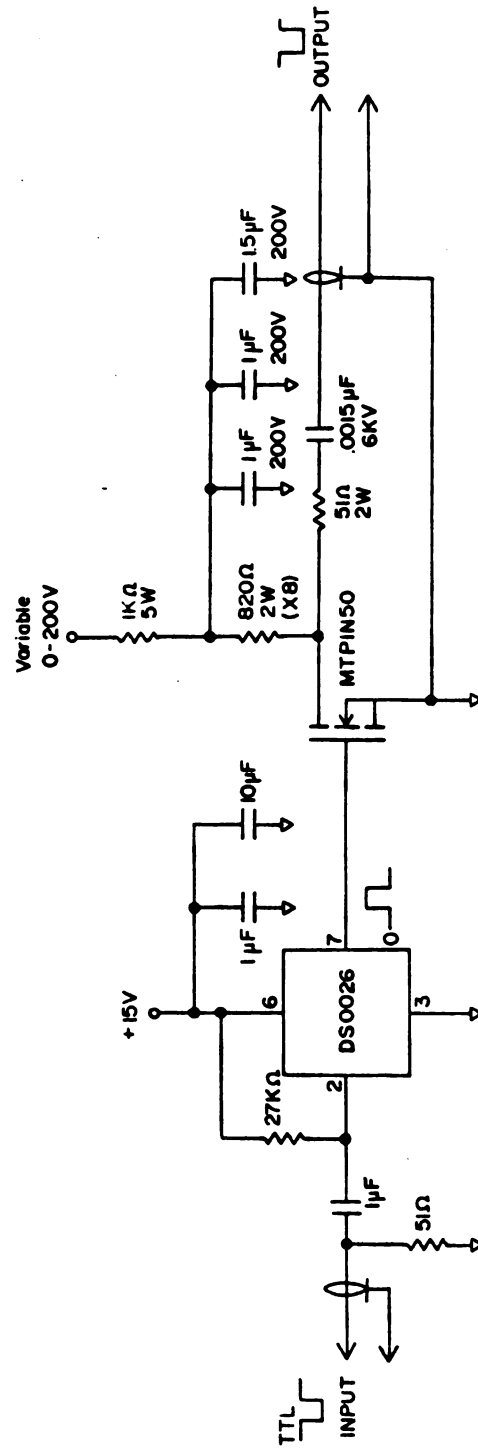 TTL
INPUT
51Ω
1μF
27KΩ
+15V
2
6
DS0026
7
3
0
1μF
10μF
Variable
0-200V
1KΩ
5W
820Ω
2W
(X8)
MTP1N50
51Ω
2W
.0015μF
6KV
1μF
200V
1μF
200V
1.5μF
200V
OUTPUT